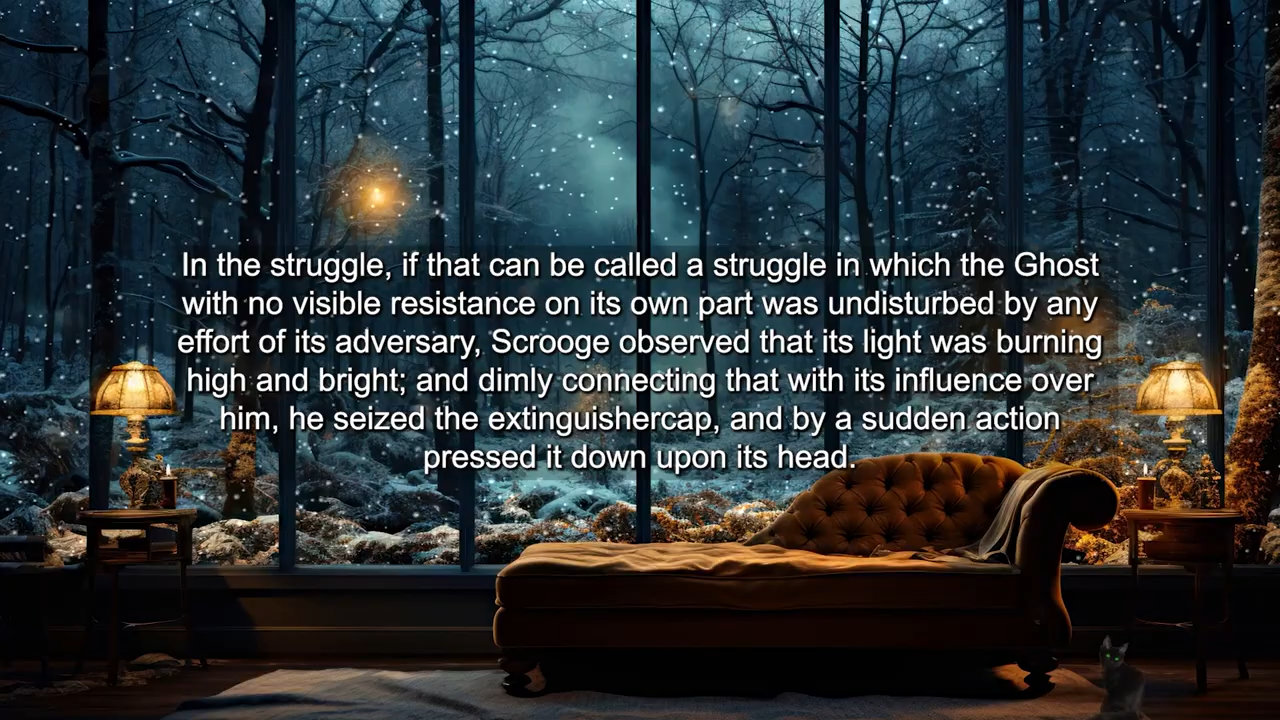 In the struggle, if that can be called a struggle in which the Ghost
with no visible resistance on its own part was undisturbed by any
effort of its adversary, Scrooge observed that its light was burning
high and bright; and dimly connecting that with its influence over
him, he seized the extinguishercap, and by a sudden action
pressed it down upon its head.